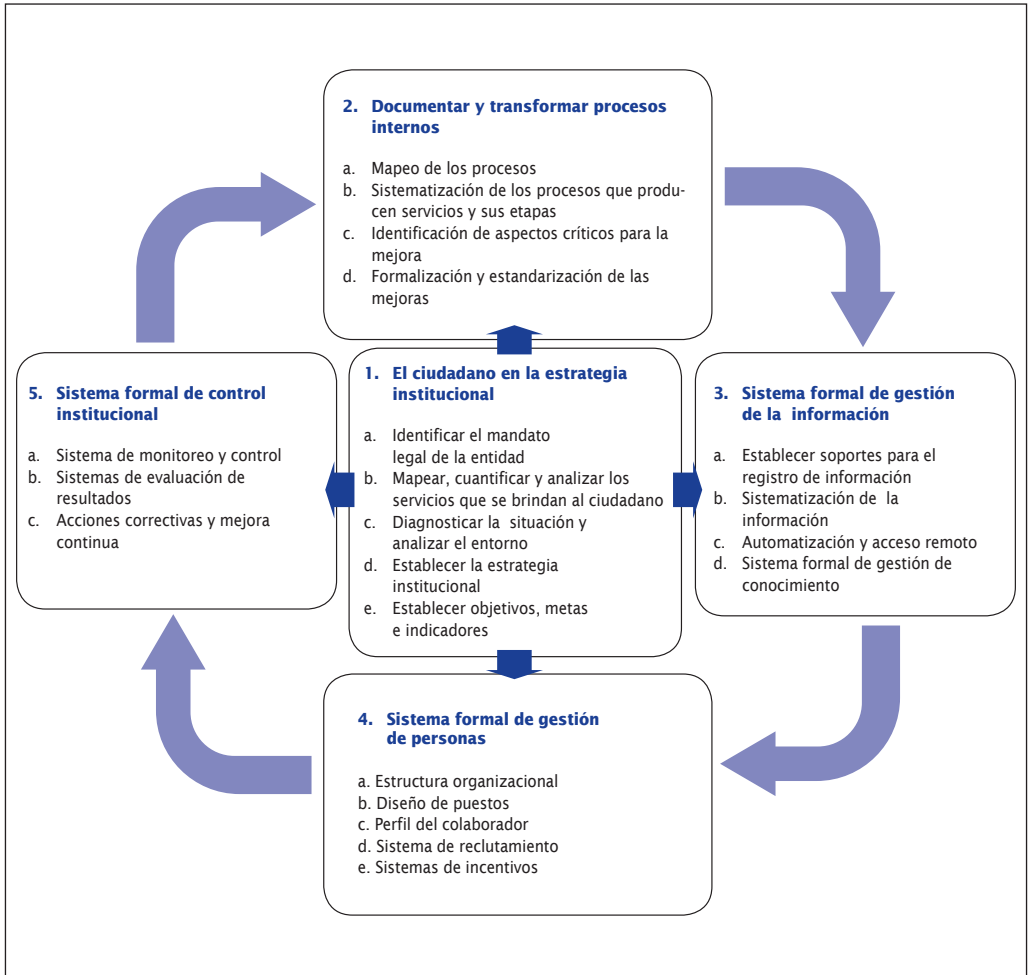 2. Documentar y transformar procesos
internos
a. Mapeo de los procesos
b. Sistematización de los procesos que produ-
cen servicios y sus etapas
c. Identificación de aspectos críticos para la
mejora
d. Formalización y estandarización de las
mejoras
1. El ciudadano en la estrategia
institucional
a. Identificar el mandato
legal de la entidad
b. Mapear, cuantificar y analizar los
servicios que se brindan al ciudadano
c. Diagnosticar la situación y
analizar el entorno
d. Establecer la estrategia
institucional
e. Establecer objetivos, metas
e indicadores
3. Sistema formal de gestión
de la información
a. Establecer soportes para el
registro de información
b. Sistematización de la
información
c. Automatización y acceso remoto
d. Sistema formal de gestión de
conocimiento
4. Sistema formal de gestión
de personas
a. Estructura organizacional
b. Diseño de puestos
c. Perfil del colaborador
d. Sistema de reclutamiento
e. Sistemas de incentivos
5. Sistema formal de control
institucional
a. Sistema de monitoreo y control
b. Sistemas de evaluación de
resultados
c. Acciones correctivas y mejora
continua